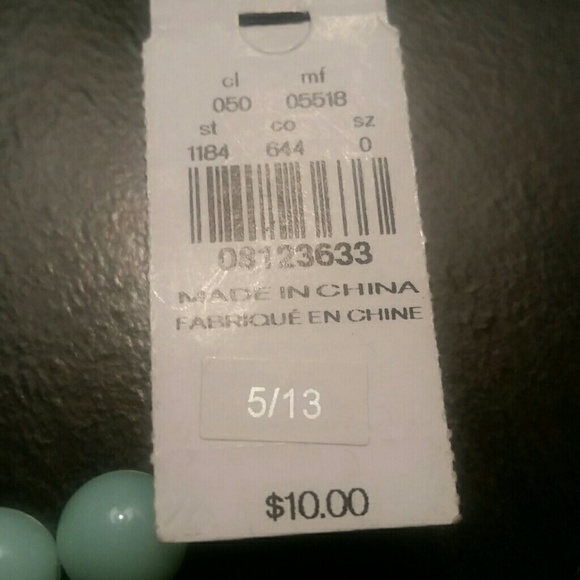 cl mf
050 05518
st co sz
1184 644 0
08123633
MADE IN CHINA
FABRIQUÉ EN CHINE
5/13
$10.00